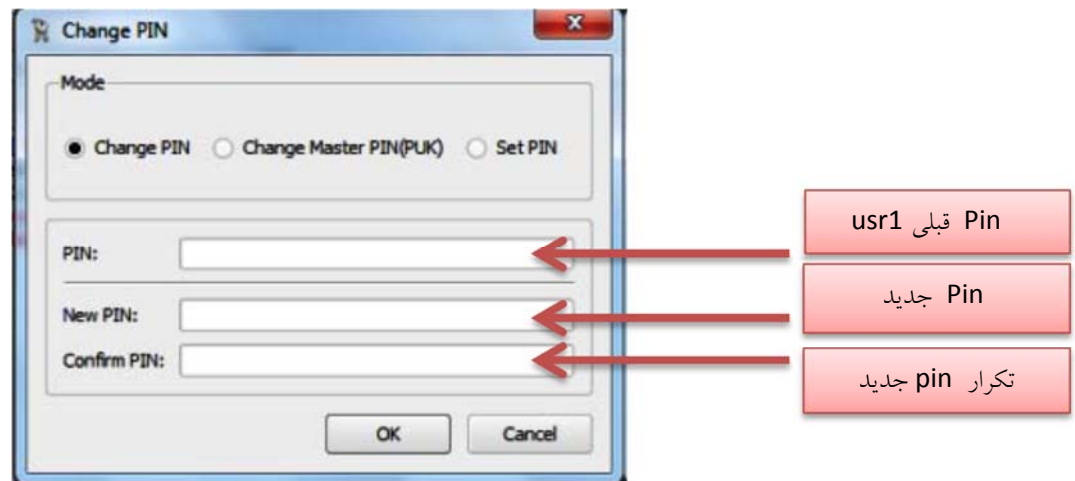 Change PIN
Mode
Change PIN Change Master PIN(PUK) Set PIN
Pin قبلی usr1
PIN:
Pin جدید
New PIN:
Confirm PIN:
تکرار pin جدید
OK Cancel